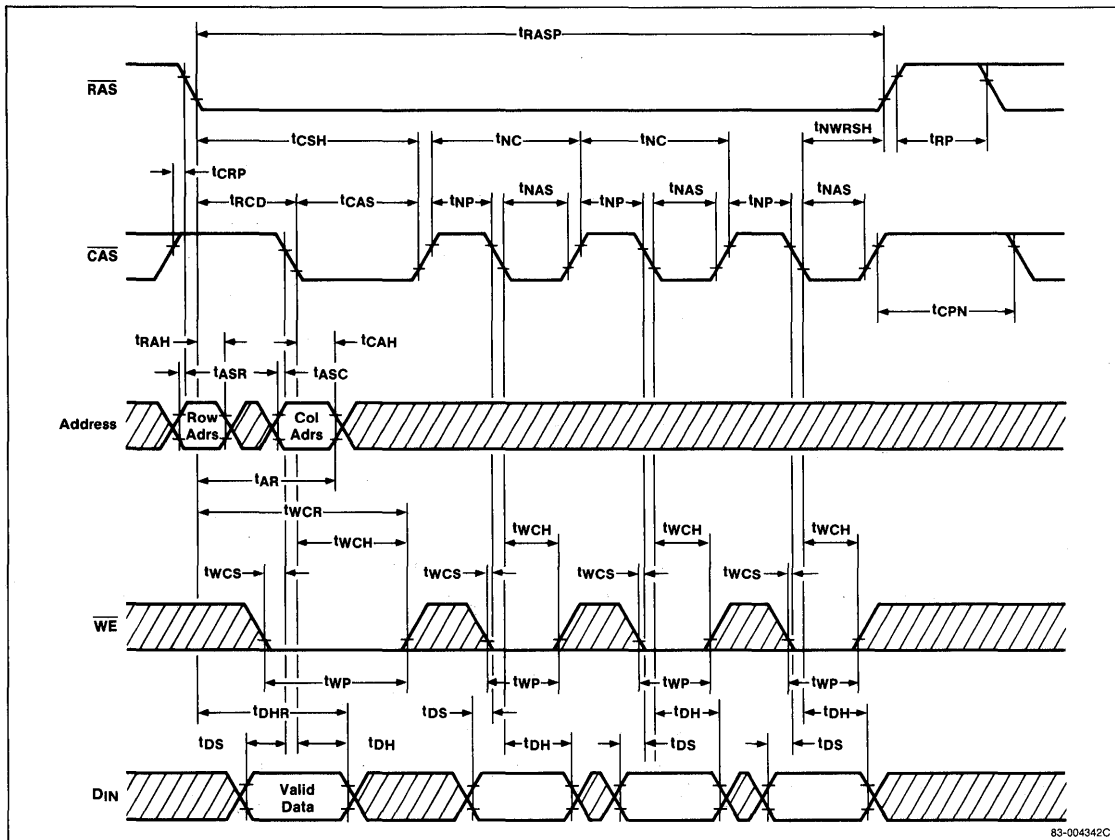 tRASP
RAS
tCSH tNC tNC tNWRSH tRP
tCRP
tRCD tCAS tNP tNAS tNP tNAS tNP tNAS
CAS
tCPN
tRAH tCAH
tASR tASC
Address Row Adrs Col Adrs
tAR
tWCR
tWCH tWCH tWCH tWCH
tWCS tWCS tWCS tWCS
WE
tWP tWP tWP tWP
tDHR tDS tDH tDH
tDS tDH tDH tDS tDS
DIN Valid Data
83-004342C